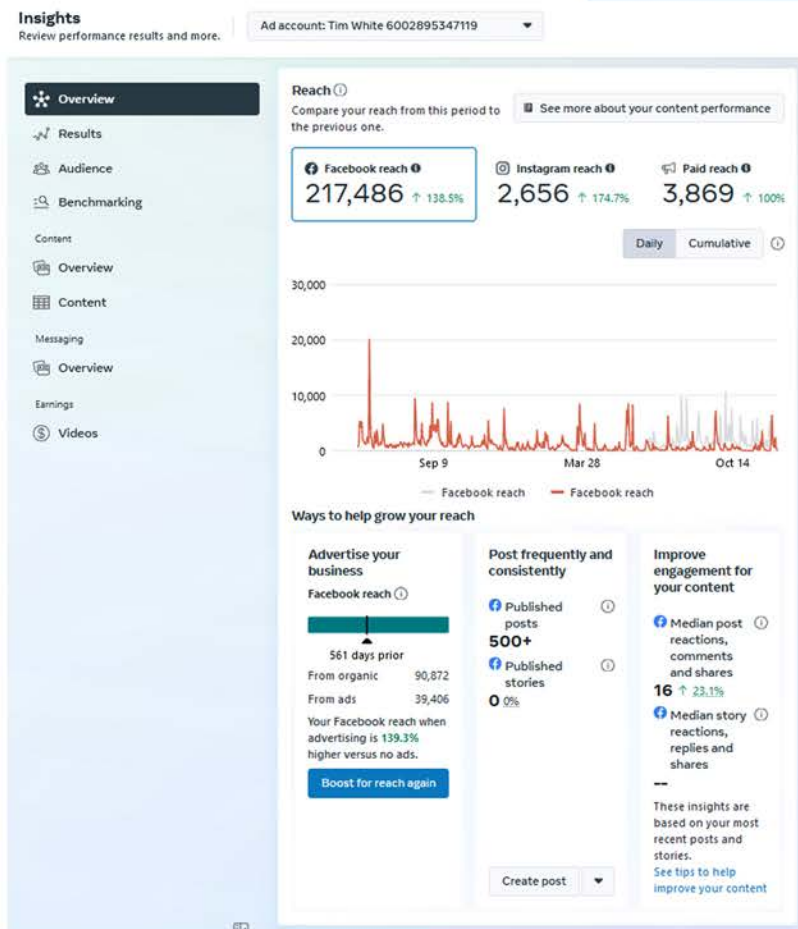 Insights
Review performance results and more.
Ad account: Tim White 6002895347119
Overview
Results
Audience
Benchmarking
Content
Overview
Content
Messaging
Overview
Earnings
Videos
Reach
Compare your reach from this period to
the previous one.
See more about your content performance
Facebook reach
217,486 ↑ 138.5%
Instagram reach
2,656 ↑ 174.7%
Paid reach
3,869 ↑ 100%
Daily Cumulative
30,000
20,000
10,000
0
Sep 9 Mar 28 Oct 14
Facebook reach Facebook reach
Ways to help grow your reach
Advertise your
business
Facebook reach
561 days prior
From organic 90,872
From ads 39,406
Your Facebook reach when
advertising is 139.3%
higher versus no ads.
Boost for reach again
Post frequently and
consistently
Published
posts
500+
Published
stories
0 0%
Create post
Improve
engagement for
your content
Median post
reactions,
comments
and shares
16 ↑ 23.1%
Median story
reactions,
replies and
shares
--
These insights are
based on your most
recent posts and
stories.
See tips to help
improve your content